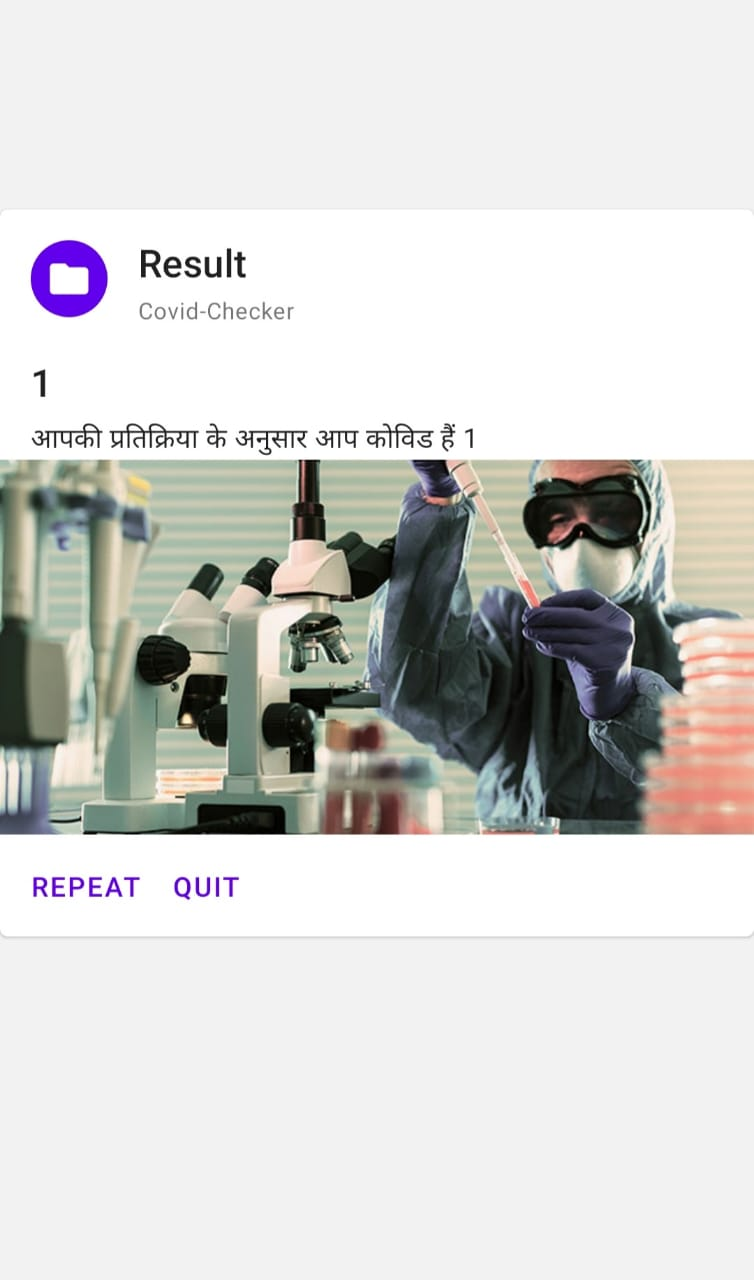 Result
Covid-Checker
1
आपकी प्रतिक्रिया के अनुसार आप कोविड हैं 1
REPEAT QUIT